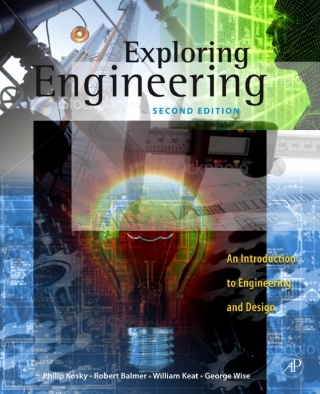 Exploring
Engineering
SECOND EDITION
An Introduction
to Engineering
and Design
Philip Kosky • Robert Balmer • William Keat • George Wise